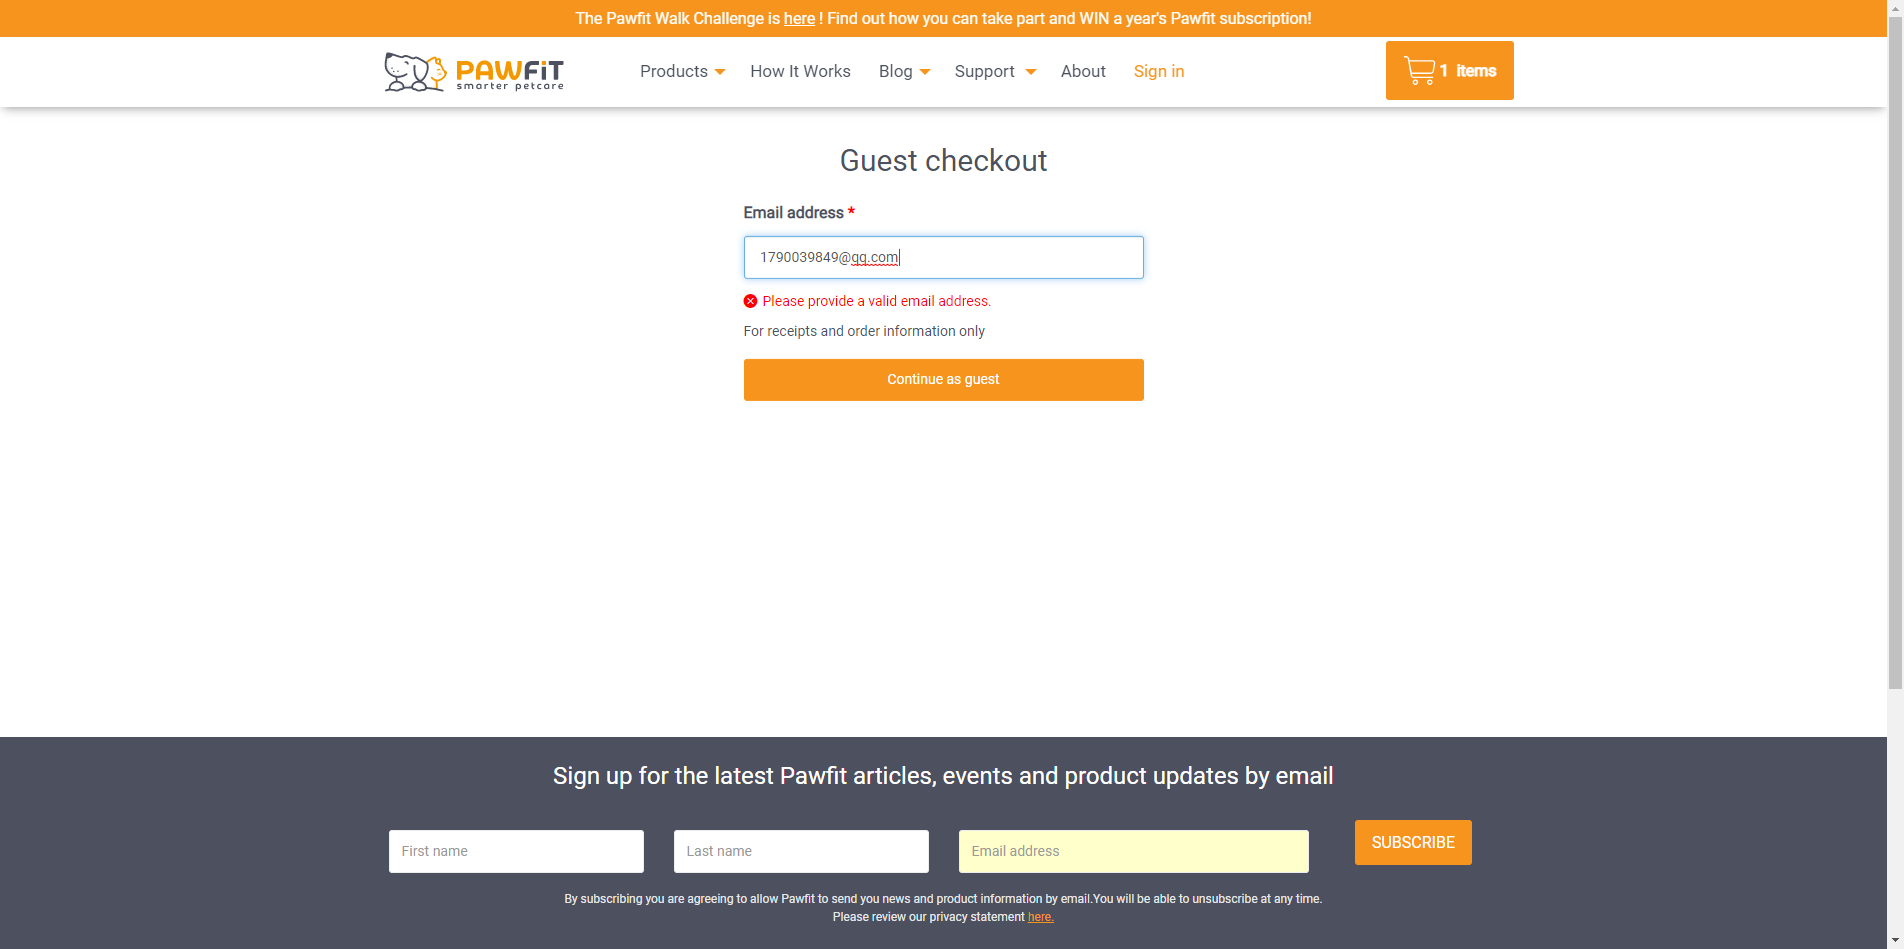 The Pawfit Walk Challenge is here ! Find out how you can take part and WIN a year's Pawfit subscription!
PAWFiT
smarter petcare
Products
How It Works
Blog
Support
About
Sign in
1 items
Guest checkout
Email address *
1790039849@qq.com
Please provide a valid email address.
For receipts and order information only
Continue as guest
Sign up for the latest Pawfit articles, events and product updates by email
First name
Last name
Email address
SUBSCRIBE
By subscribing you are agreeing to allow Pawfit to send you news and product information by email.You will be able to unsubscribe at any time.
Please review our privacy statement here.